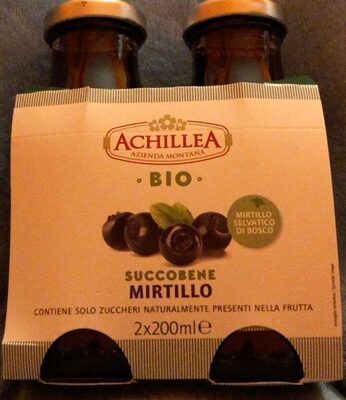 ACHILLEA
AZIENDA MONTANA
• BIO •
MIRTILLO
SELVATICO
DI BOSCO
SUCCOBENE
MIRTILLO
CONTIENE SOLO ZUCCHERI NATURALMENTE PRESENTI NELLA FRUTTA
2x200ml℮